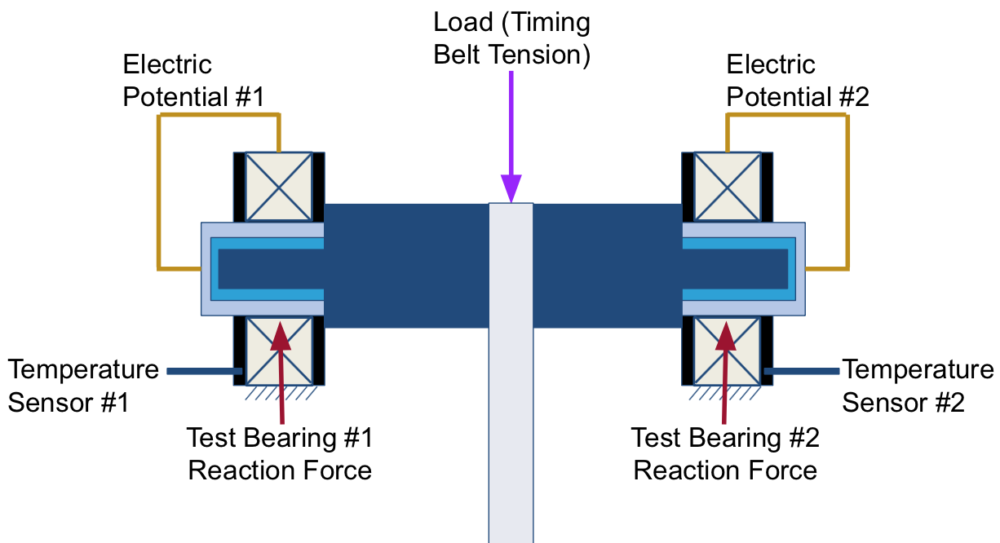 Load (Timing
Belt Tension)
Electric
Potential #1
Electric
Potential #2
Temperature
Sensor #1
Temperature
Sensor #2
Test Bearing #1
Reaction Force
Test Bearing #2
Reaction Force